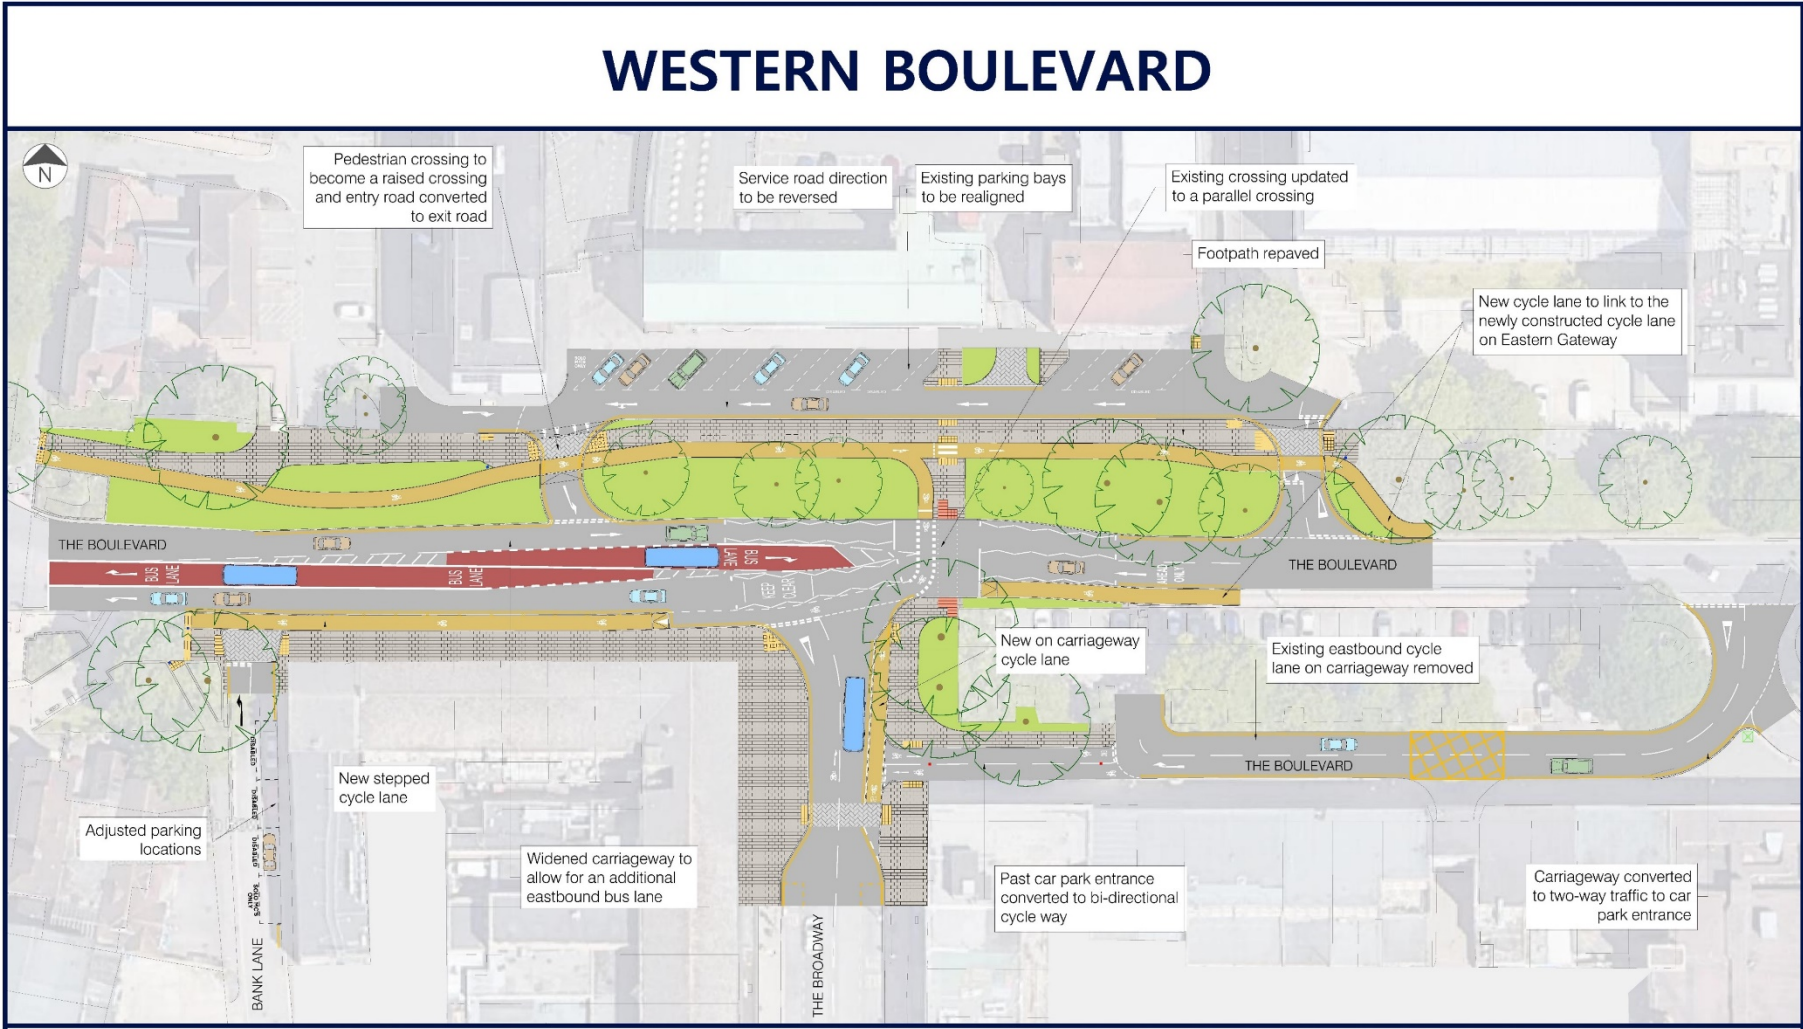 WESTERN BOULEVARD
N
Pedestrian crossing to
become a raised crossing
and entry road converted
to exit road
Service road direction
to be reversed
Existing parking bays
to be realigned
Existing crossing updated
to a parallel crossing
Footpath repaved
New cycle lane to link to the
newly constructed cycle lane
on Eastern Gateway
THE BOULEVARD
BUS
LANE
BUS
LANE
BUS
LANE
KEEP
CLEAR
AHEAD
ONLY
THE BOULEVARD
New on carriageway
cycle lane
Existing eastbound cycle
lane on carriageway removed
THE BOULEVARD
New stepped
cycle lane
Adjusted parking
locations
DISABLED
DISABLED
DISABLED
Widened carriageway to
allow for an additional
eastbound bus lane
Past car park entrance
converted to bi-directional
cycle way
Carriageway converted
to two-way traffic to car
park entrance
BANK LANE
THE BROADWAY